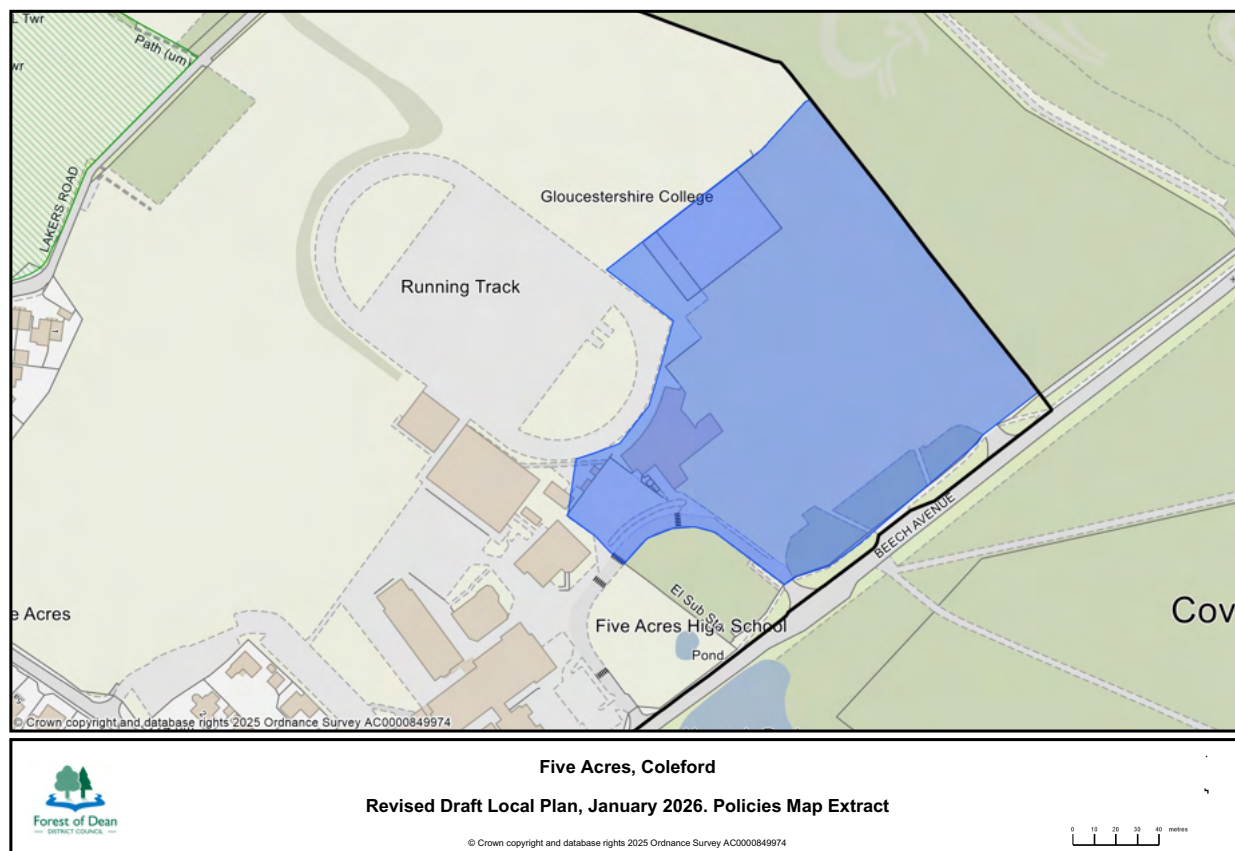 L Twr
wr
Path (um)
LAKERS ROAD
Gloucestershire College
Running Track
1
BEECH AVENUE
e Acres
El Sub Sta
Five Acres High School
Pond
Cov
2
© Crown copyright and database rights 2025 Ordnance Survey AC0000849974
Five Acres, Coleford
Revised Draft Local Plan, January 2026. Policies Map Extract
© Crown copyright and database rights 2025 Ordnance Survey AC0000849974
Forest of Dean
DISTRICT COUNCIL
0 10 20 30 40 metres